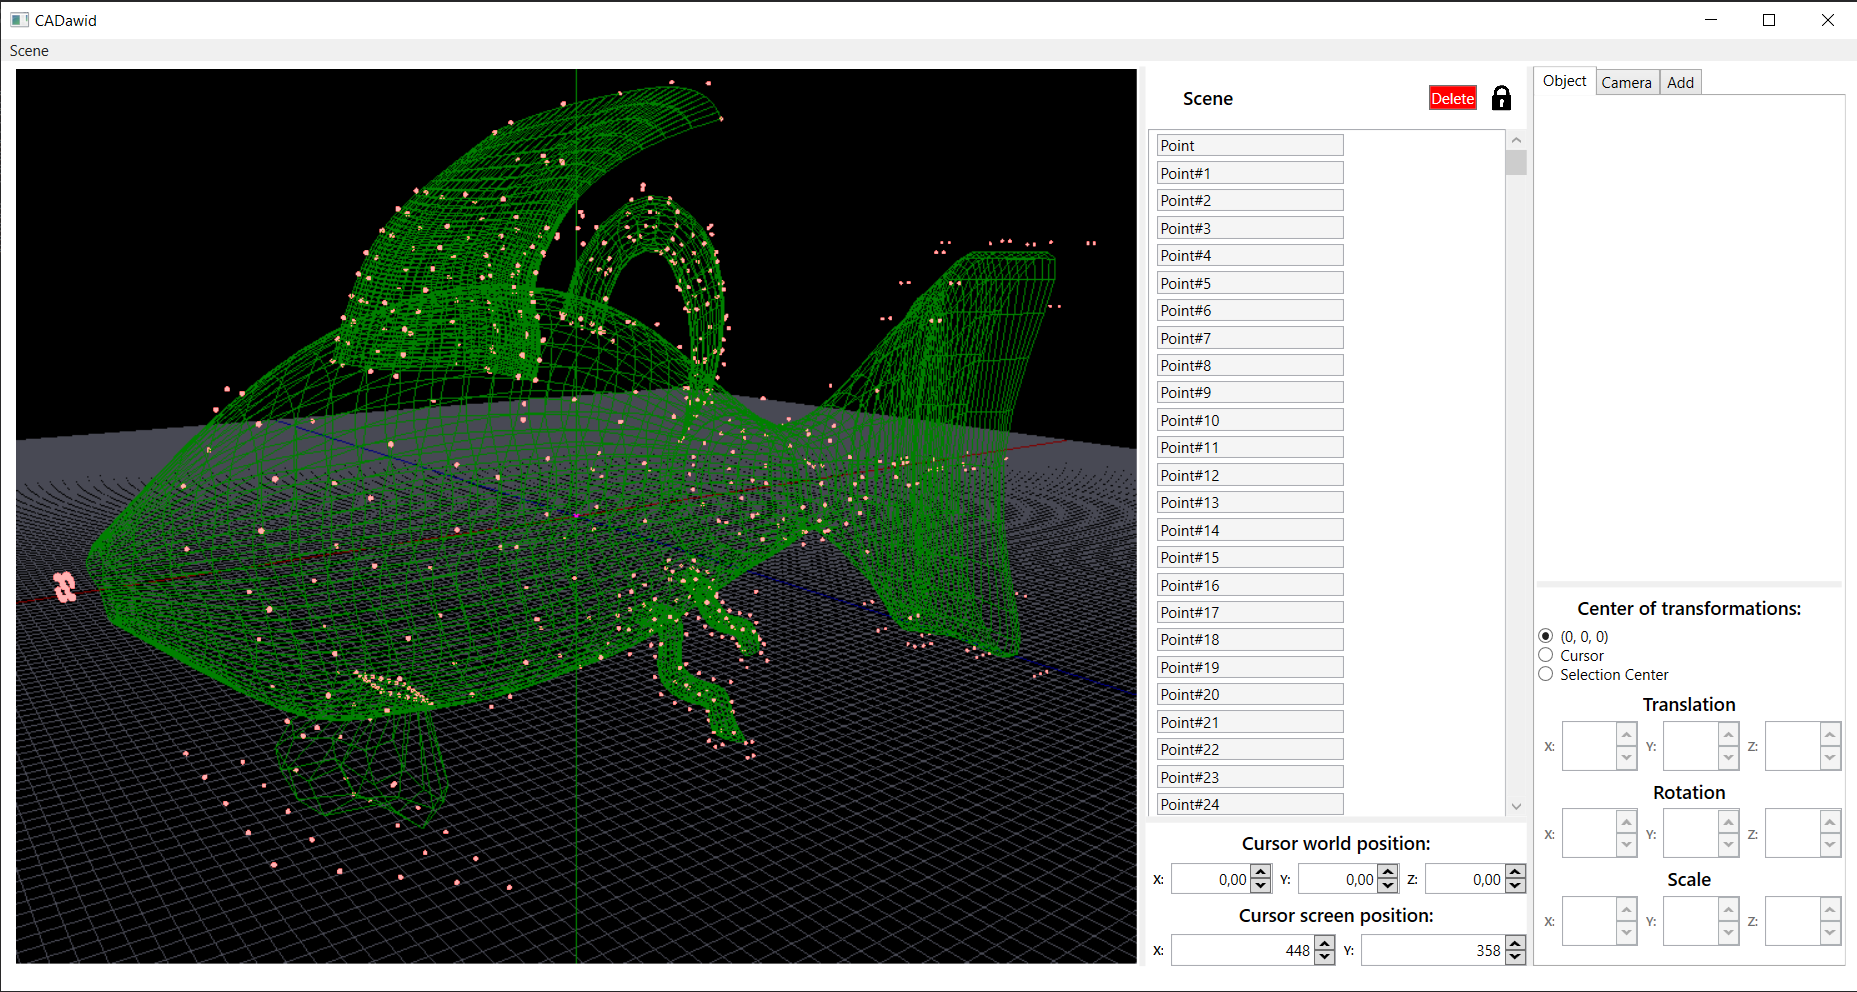 CADawid
Scene
Scene
Delete
Point
Point#1
Point#2
Point#3
Point#4
Point#5
Point#6
Point#7
Point#8
Point#9
Point#10
Point#11
Point#12
Point#13
Point#14
Point#15
Point#16
Point#17
Point#18
Point#19
Point#20
Point#21
Point#22
Point#23
Point#24
Cursor world position:
X: 0,00 Y: 0,00 Z: 0,00
Cursor screen position:
X: 448 Y: 358
Object Camera Add
Center of transformations:
(0, 0, 0)
Cursor
Selection Center
Translation
X: Y: Z:
Rotation
X: Y: Z:
Scale
X: Y: Z: